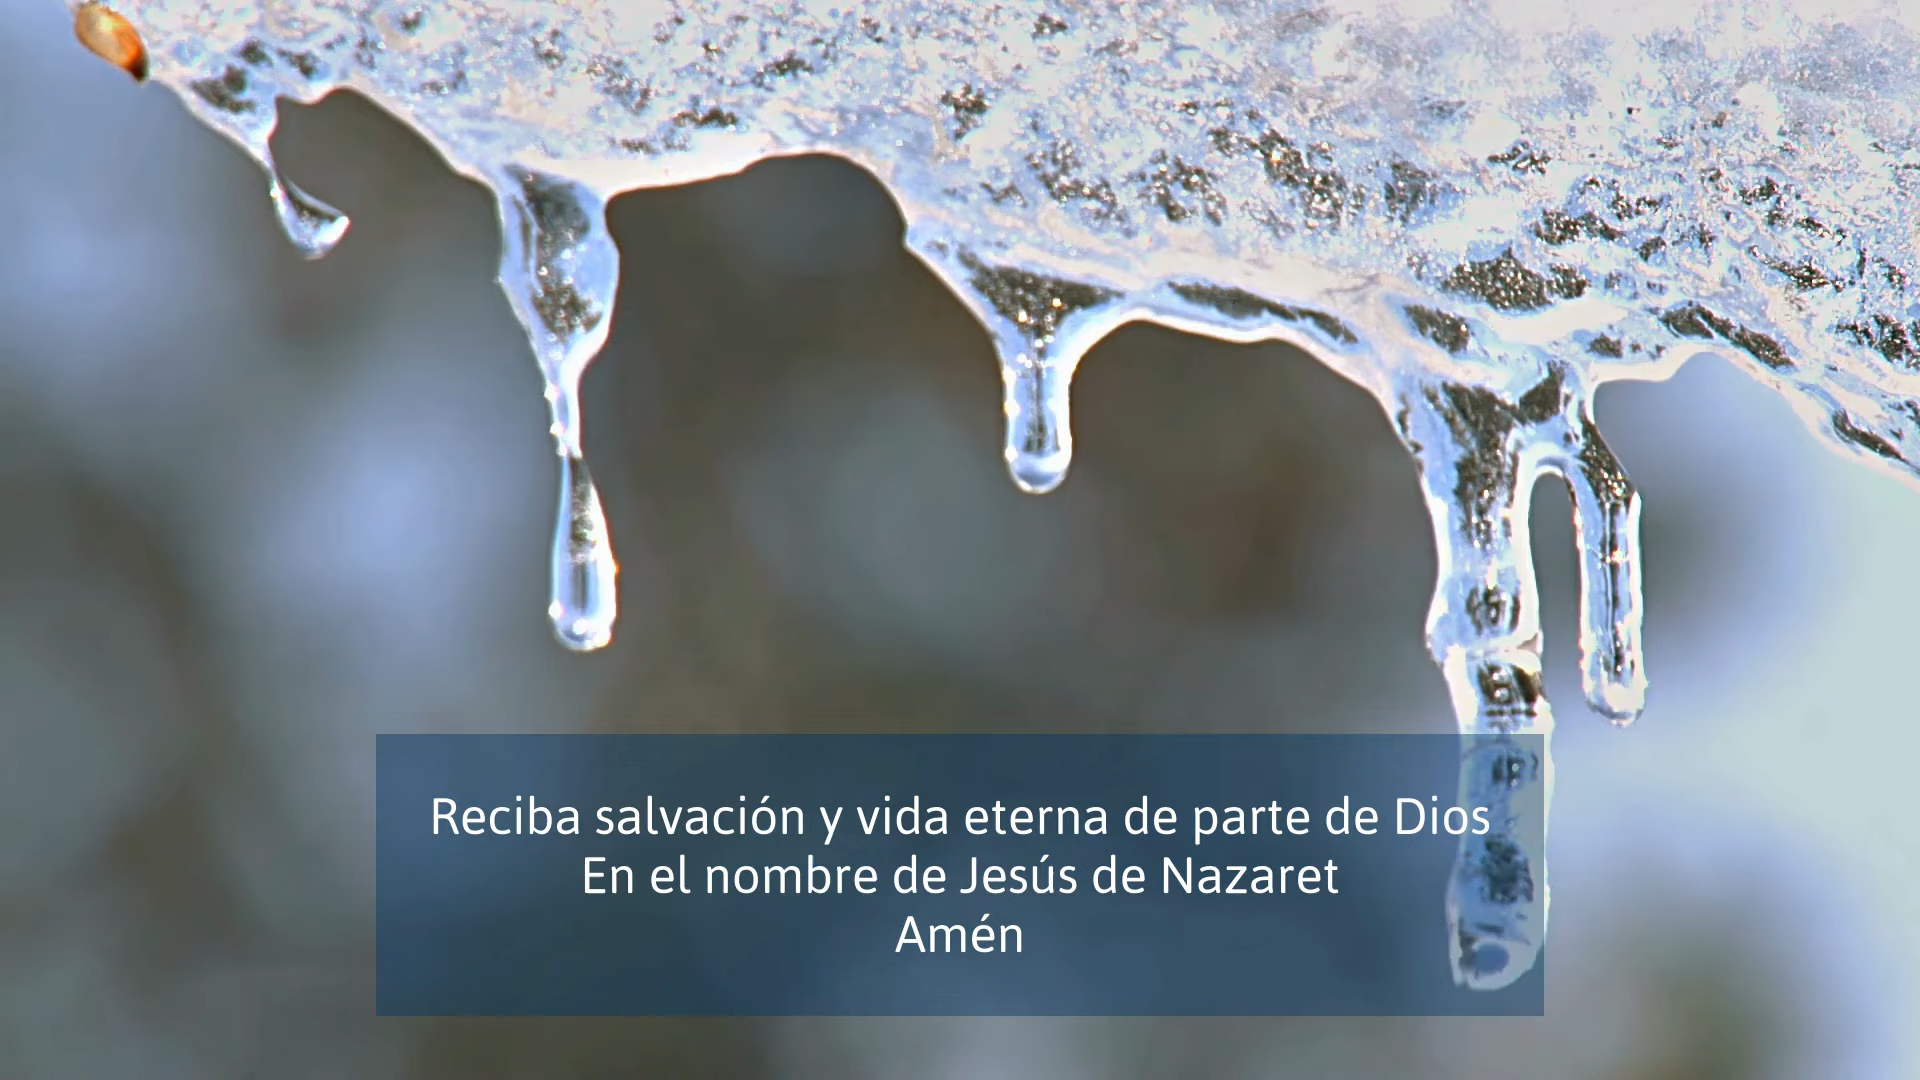 Reciba salvación y vida eterna de parte de Dios
En el nombre de Jesús de Nazaret
Amén